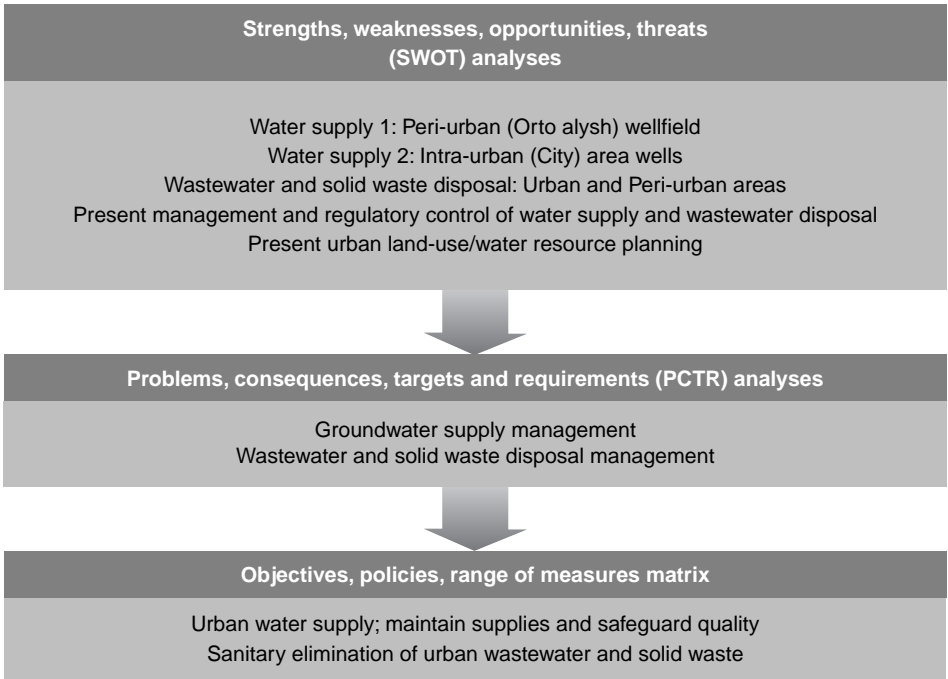 Strengths, weaknesses, opportunities, threats
(SWOT) analyses
Water supply 1: Peri-urban (Orto alysh) wellfield
Water supply 2: Intra-urban (City) area wells
Wastewater and solid waste disposal: Urban and Peri-urban areas
Present management and regulatory control of water supply and wastewater disposal
Present urban land-use/water resource planning
Problems, consequences, targets and requirements (PCTR) analyses
Groundwater supply management
Wastewater and solid waste disposal management
Objectives, policies, range of measures matrix
Urban water supply; maintain supplies and safeguard quality
Sanitary elimination of urban wastewater and solid waste